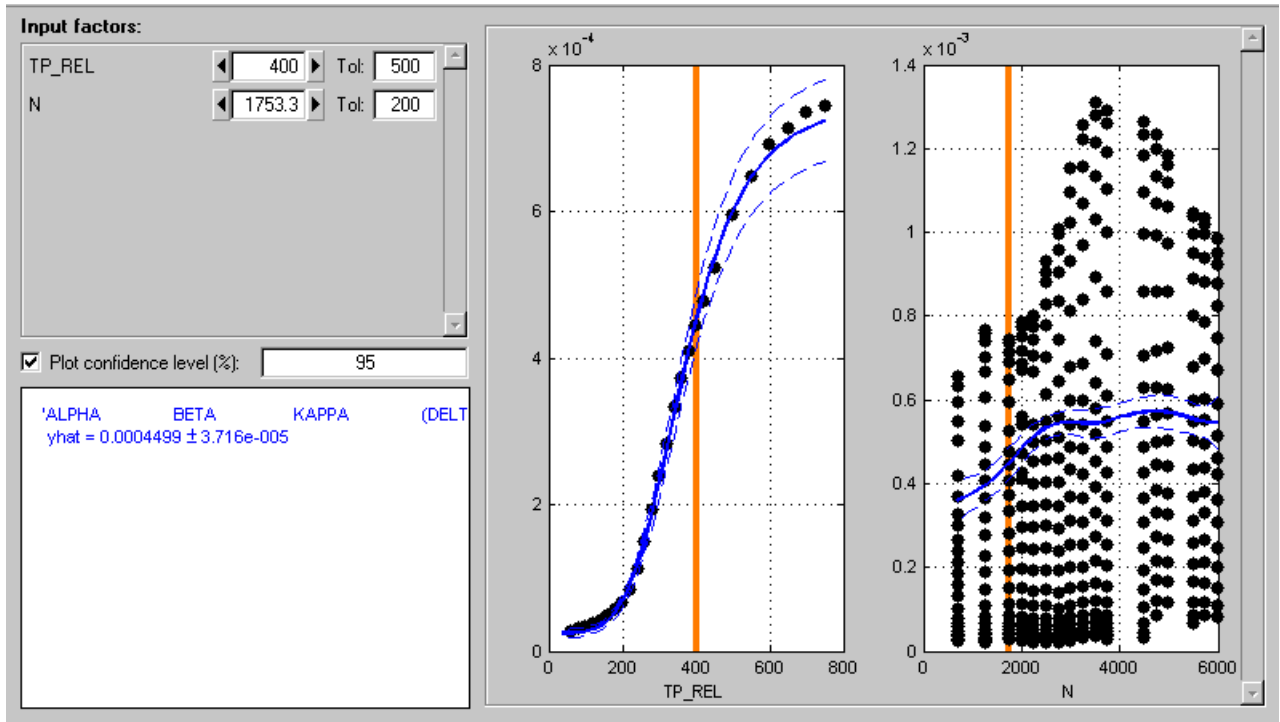 Input factors:
TP_REL 400 Tol: 500
N 1753.3 Tol: 200
Plot confidence level (%): 95
'ALPHA BETA KAPPA (DELT
yhat = 0.0004499 ± 3.716e-005
x 10⁻⁴
8
6
4
2
0
0 200 400 600 800
TP_REL
x 10⁻³
1.4
1.2
1
0.8
0.6
0.4
0.2
0
0 2000 4000 6000
N